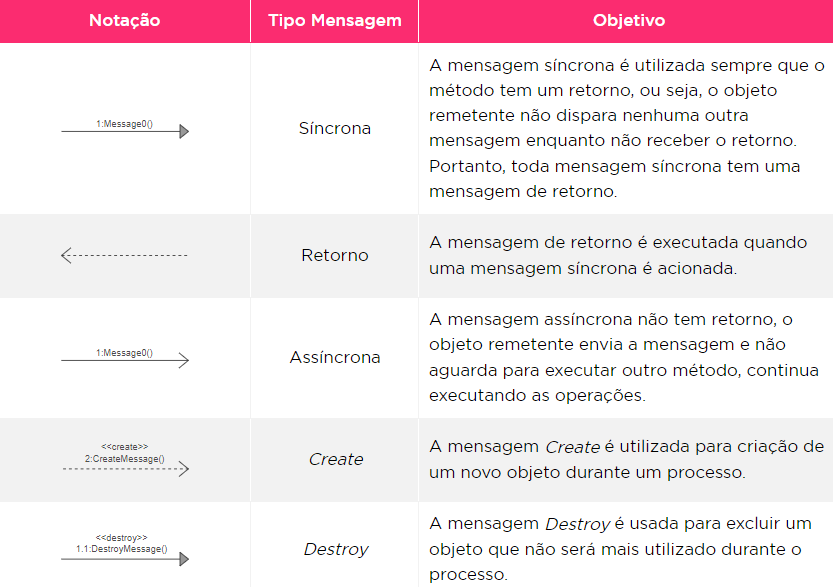 Notação Tipo Mensagem Objetivo
1:Message0()
Síncrona
A mensagem síncrona é utilizada sempre que o
método tem um retorno, ou seja, o objeto
remetente não dispara nenhuma outra
mensagem enquanto não receber o retorno.
Portanto, toda mensagem síncrona tem uma
mensagem de retorno.
Retorno
A mensagem de retorno é executada quando
uma mensagem síncrona é acionada.
1:Message0()
Assíncrona
A mensagem assíncrona não tem retorno, o
objeto remetente envia a mensagem e não
aguarda para executar outro método, continua
executando as operações.
<<create>>
2:CreateMessage()
Create
A mensagem Create é utilizada para criação de
um novo objeto durante um processo.
<<destroy>>
1.1:DestroyMessage()
Destroy
A mensagem Destroy é usada para excluir um
objeto que não será mais utilizado durante o
processo.